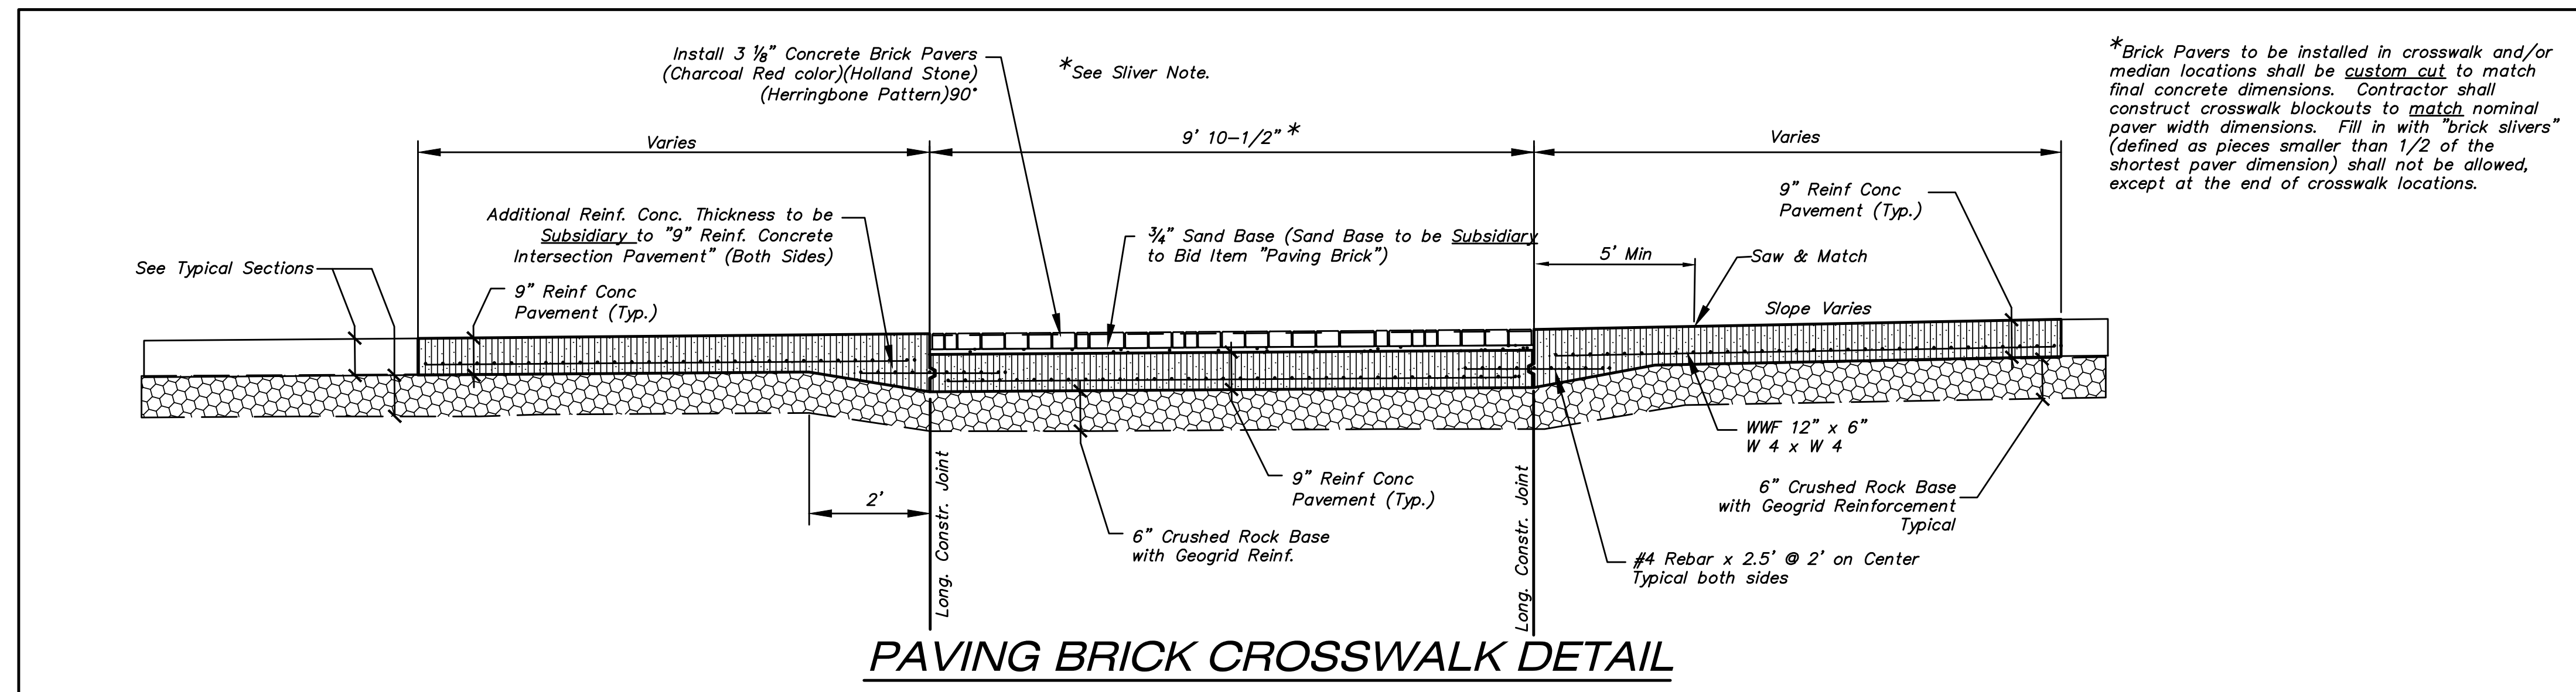 Install 3 ⅛" Concrete Brick Pavers
(Charcoal Red color)(Holland Stone)
(Herringbone Pattern)90°
*See Sliver Note.
*Brick Pavers to be installed in crosswalk and/or
median locations shall be custom cut to match
final concrete dimensions. Contractor shall
construct crosswalk blockouts to match nominal
paver width dimensions. Fill in with "brick slivers"
(defined as pieces smaller than 1/2 of the
shortest paver dimension) shall not be allowed,
except at the end of crosswalk locations.
Varies
9' 10-1/2" *
Varies
Additional Reinf. Conc. Thickness to be
Subsidiary to "9" Reinf. Concrete
Intersection Pavement" (Both Sides)
¾" Sand Base (Sand Base to be Subsidiary
to Bid Item "Paving Brick")
9" Reinf Conc
Pavement (Typ.)
5' Min
Saw & Match
See Typical Sections
9" Reinf Conc
Pavement (Typ.)
Slope Varies
WWF 12" x 6"
W 4 x W 4
2'
Long. Constr. Joint
9" Reinf Conc
Pavement (Typ.)
Long. Constr. Joint
6" Crushed Rock Base
with Geogrid Reinforcement
Typical
6" Crushed Rock Base
with Geogrid Reinf.
#4 Rebar x 2.5' @ 2' on Center
Typical both sides
PAVING BRICK CROSSWALK DETAIL